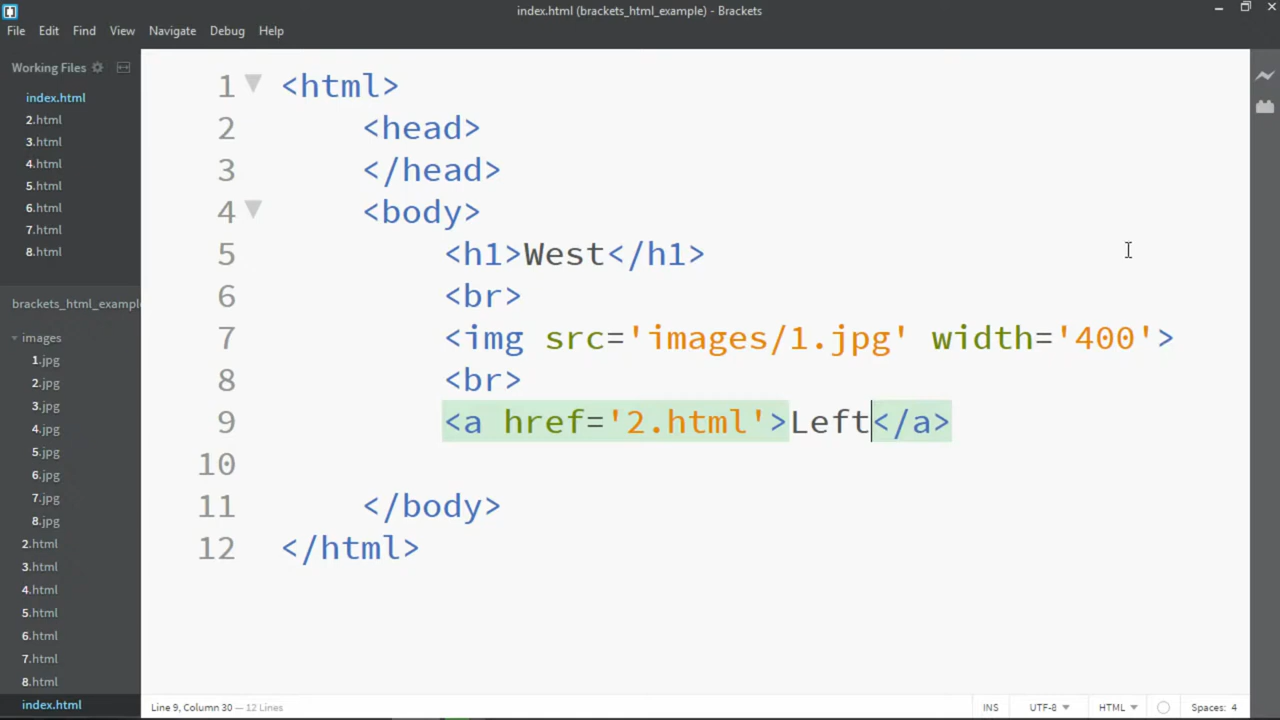 index.html (brackets_html_example) - Brackets
File Edit Find View Navigate Debug Help
Working Files
index.html
2.html
3.html
4.html
5.html
6.html
7.html
8.html
brackets_html_example
images
1.jpg
2.jpg
3.jpg
4.jpg
5.jpg
6.jpg
7.jpg
8.jpg
2.html
3.html
4.html
5.html
6.html
7.html
8.html
index.html
1 <html>
2 <head>
3 </head>
4 <body>
5 <h1>West</h1>
6 <br>
7 <img src='images/1.jpg' width='400'>
8 <br>
9 <a href='2.html'>Left</a>
10
11 </body>
12 </html>
Line 9, Column 30 — 12 Lines INS UTF-8 HTML Spaces: 4